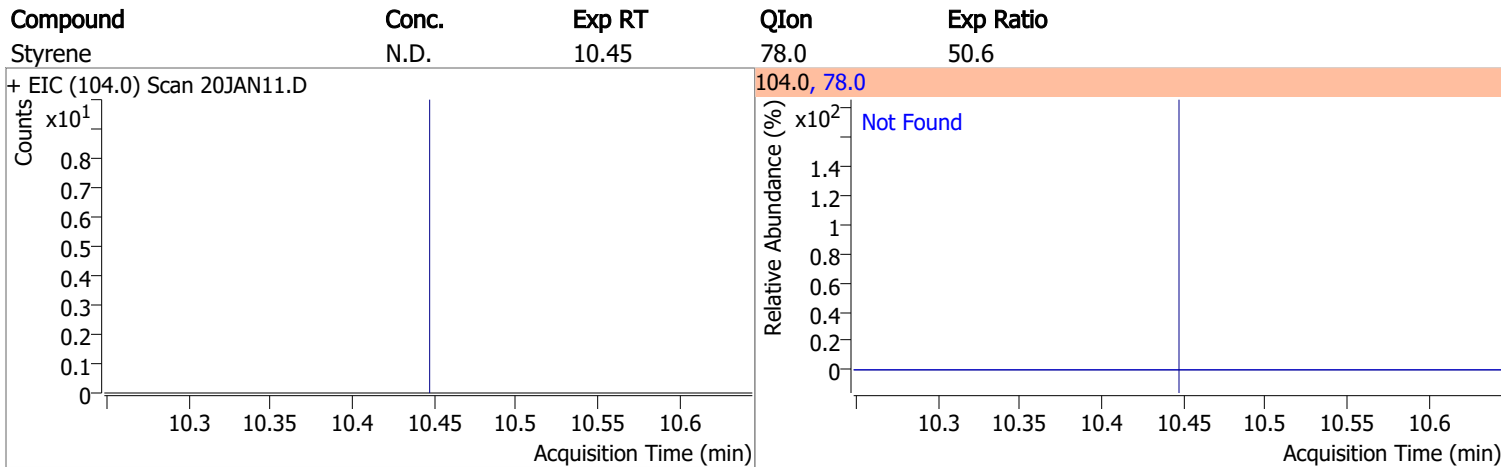 Compound Conc. Exp RT QIon Exp Ratio
Styrene N.D. 10.45 78.0 50.6
+ EIC (104.0) Scan 20JAN11.D
Counts
x10^1
0.8
0.7
0.6
0.5
0.4
0.3
0.2
0.1
0
10.3 10.35 10.4 10.45 10.5 10.55 10.6
Acquisition Time (min)
104.0, 78.0
Relative Abundance (%)
x10^2
Not Found
1.4
1.2
1
0.8
0.6
0.4
0.2
0
10.3 10.35 10.4 10.45 10.5 10.55 10.6
Acquisition Time (min)